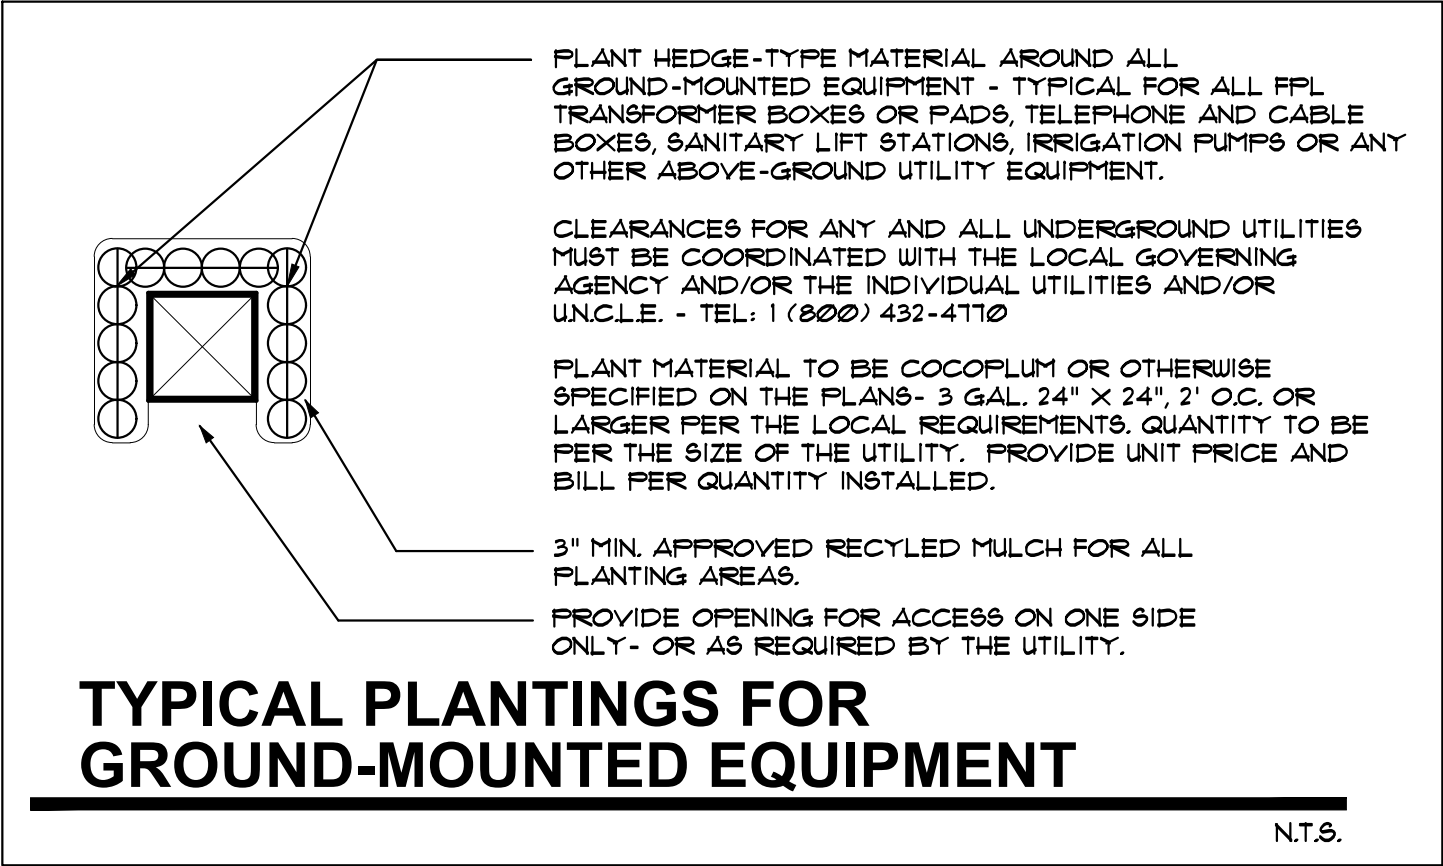 PLANT HEDGE-TYPE MATERIAL AROUND ALL
GROUND-MOUNTED EQUIPMENT - TYPICAL FOR ALL FPL
TRANSFORMER BOXES OR PADS, TELEPHONE AND CABLE
BOXES, SANITARY LIFT STATIONS, IRRIGATION PUMPS OR ANY
OTHER ABOVE-GROUND UTILITY EQUIPMENT.
CLEARANCES FOR ANY AND ALL UNDERGROUND UTILITIES
MUST BE COORDINATED WITH THE LOCAL GOVERNING
AGENCY AND/OR THE INDIVIDUAL UTILITIES AND/OR
U.N.C.L.E. - TEL: 1 (800) 432-4770
PLANT MATERIAL TO BE COCOPLUM OR OTHERWISE
SPECIFIED ON THE PLANS- 3 GAL. 24" X 24", 2' O.C. OR
LARGER PER THE LOCAL REQUIREMENTS. QUANTITY TO BE
PER THE SIZE OF THE UTILITY. PROVIDE UNIT PRICE AND
BILL PER QUANTITY INSTALLED.
3" MIN. APPROVED RECYLED MULCH FOR ALL
PLANTING AREAS.
PROVIDE OPENING FOR ACCESS ON ONE SIDE
ONLY- OR AS REQUIRED BY THE UTILITY.
TYPICAL PLANTINGS FOR
GROUND-MOUNTED EQUIPMENT
N.T.S.